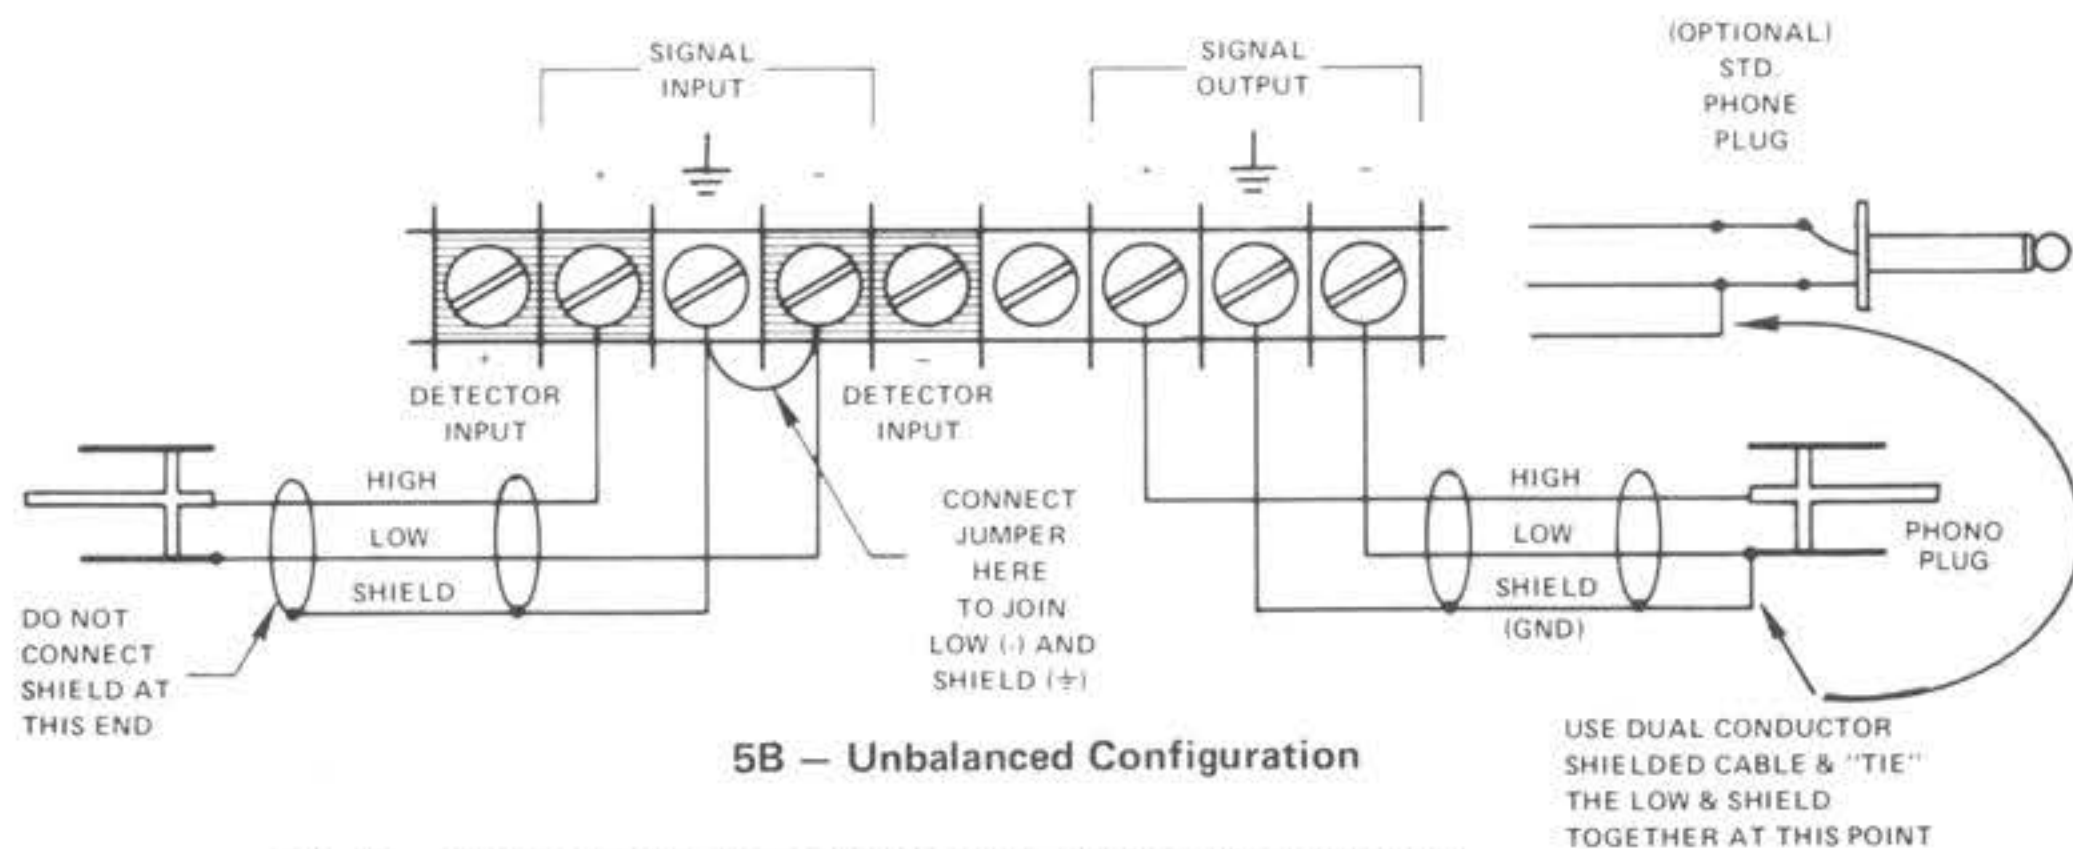 SIGNAL
INPUT
SIGNAL
OUTPUT
(OPTIONAL)
STD.
PHONE
PLUG
+
-
+
-
+
DETECTOR
INPUT
-
DETECTOR
INPUT
HIGH
LOW
SHIELD
DO NOT
CONNECT
SHIELD AT
THIS END
CONNECT
JUMPER
HERE
TO JOIN
LOW (-) AND
SHIELD (⏚)
HIGH
LOW
SHIELD
(GND)
PHONO
PLUG
USE DUAL CONDUCTOR
SHIELDED CABLE & "TIE"
THE LOW & SHIELD
TOGETHER AT THIS POINT
5B — Unbalanced Configuration